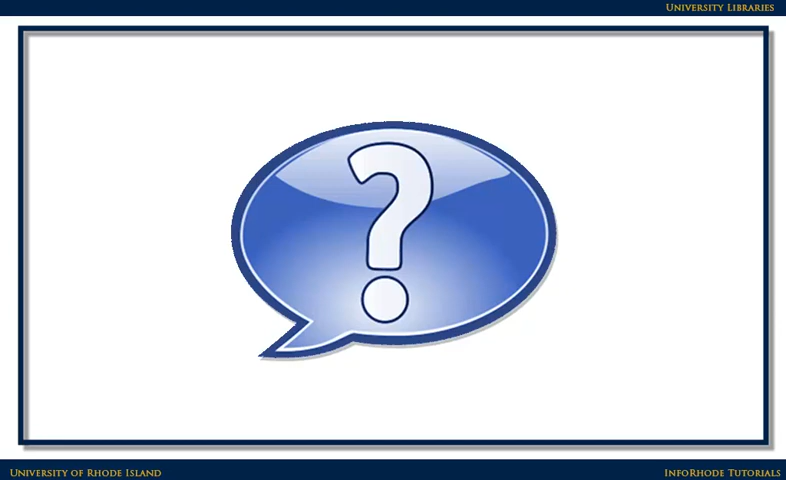 University Libraries
?
University of Rhode Island
InfoRhode Tutorials